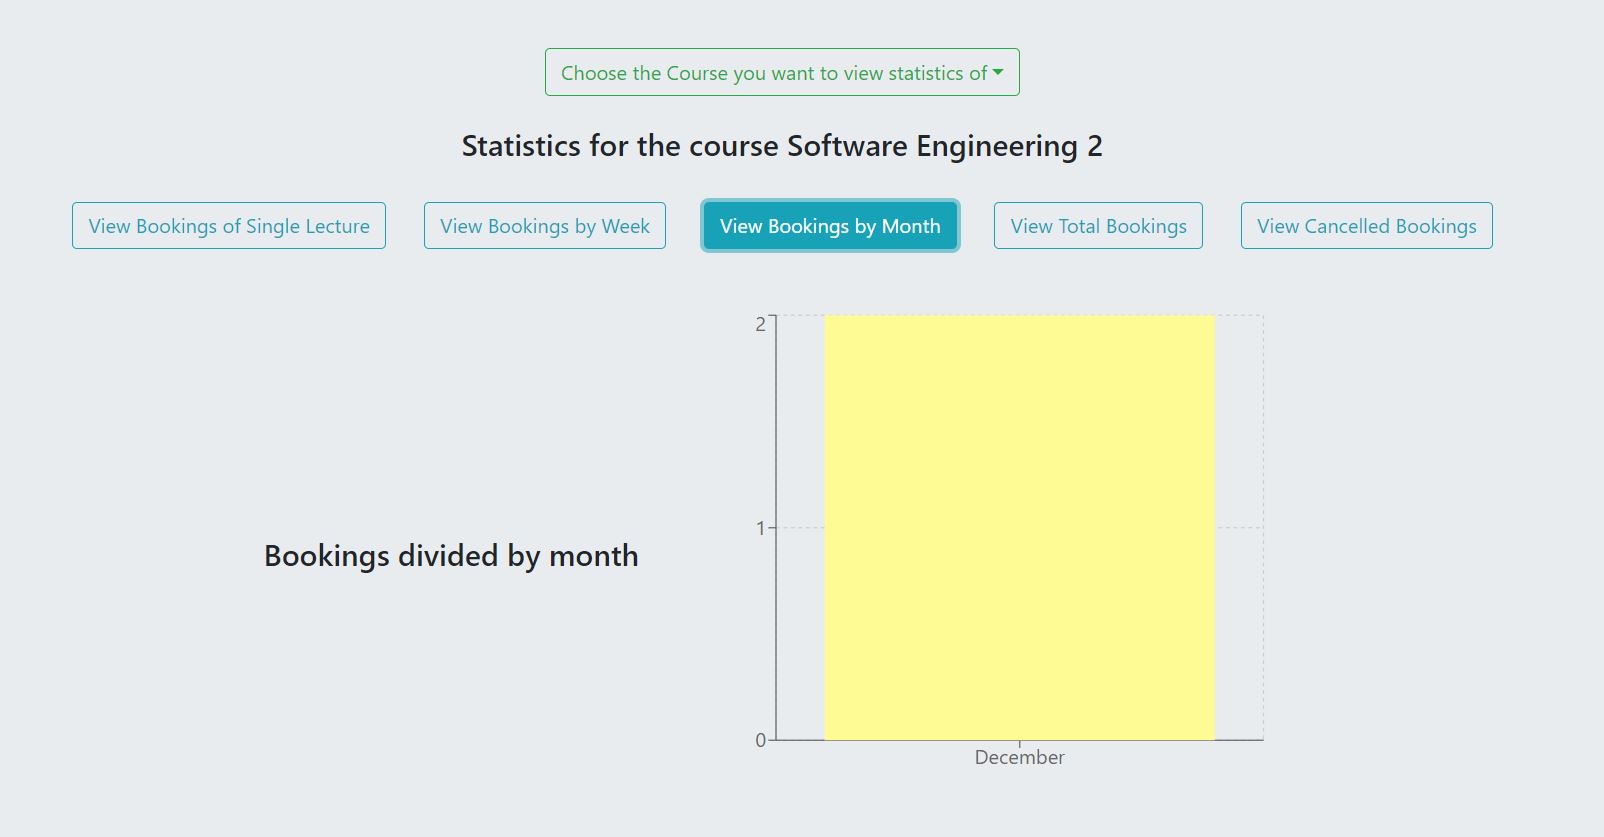 Choose the Course you want to view statistics of
Statistics for the course Software Engineering 2
View Bookings of Single Lecture
View Bookings by Week
View Bookings by Month
View Total Bookings
View Cancelled Bookings
Bookings divided by month
2
1
0
December